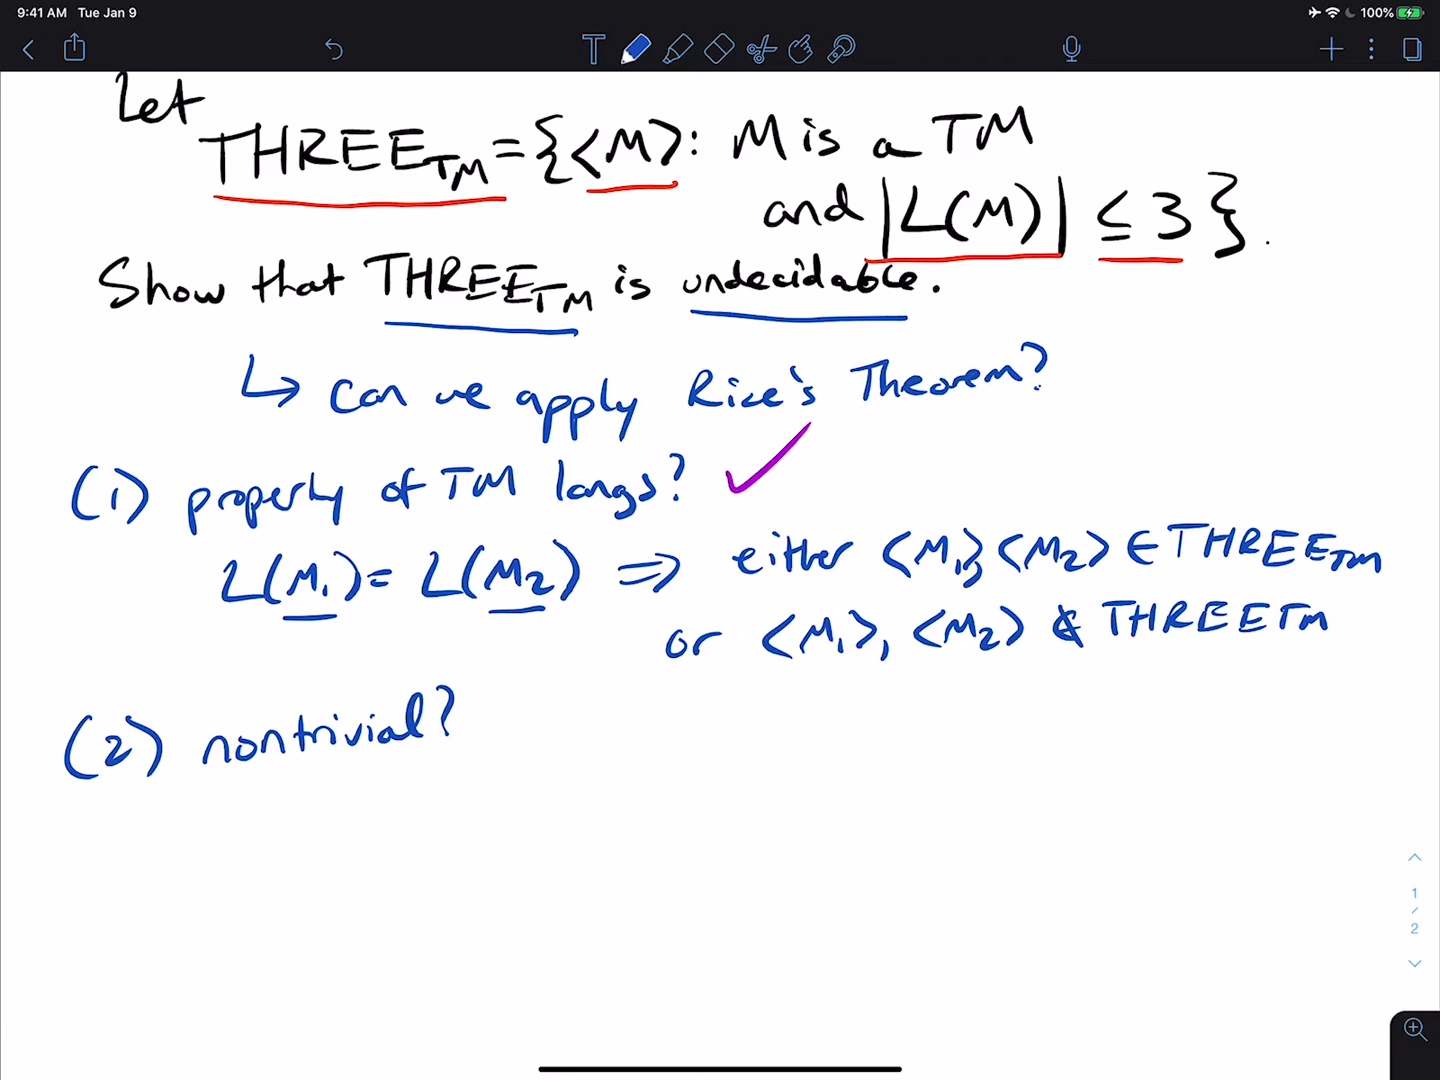 9:41 AM Tue Jan 9
100%
Let
THREE_TM = {<M>: M is a TM
and |L(M)| ≤ 3}.
Show that THREE_TM is undecidable.
↳ Can we apply Rice's Theorem?
(1) property of TM langs? ✓
L(M₁) = L(M₂) ⇒ either <M₁>, <M₂> ∈ THREE_TM
or <M₁>, <M₂> ∉ THREE_TM
(2) nontrivial?
1
/
2